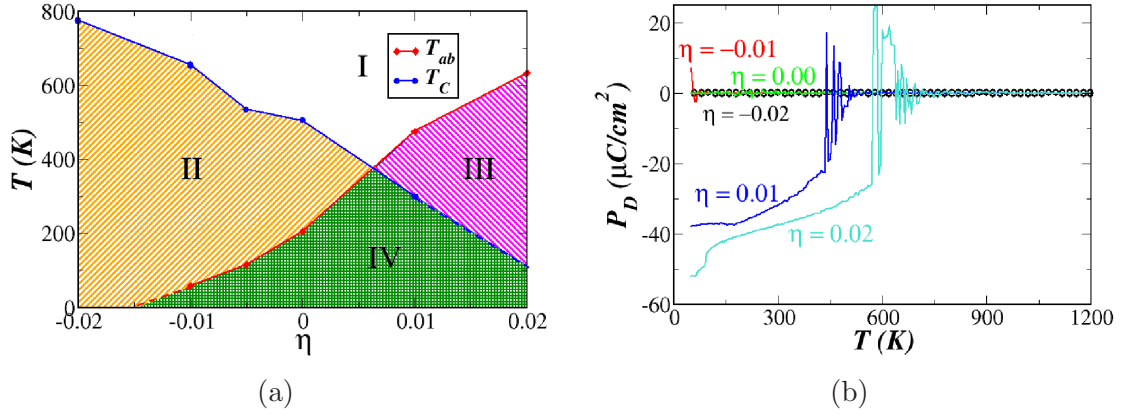 800
600
400
200
0
T (K)
-0.02
-0.01
0
0.01
0.02
η
I
II
III
IV
T_ab
T_C
(a)
20
0
-20
-40
-60
P_D (μC/cm²)
η = −0.01
η = 0.00
η = −0.02
η = 0.01
η = 0.02
0
300
600
900
1200
T (K)
(b)